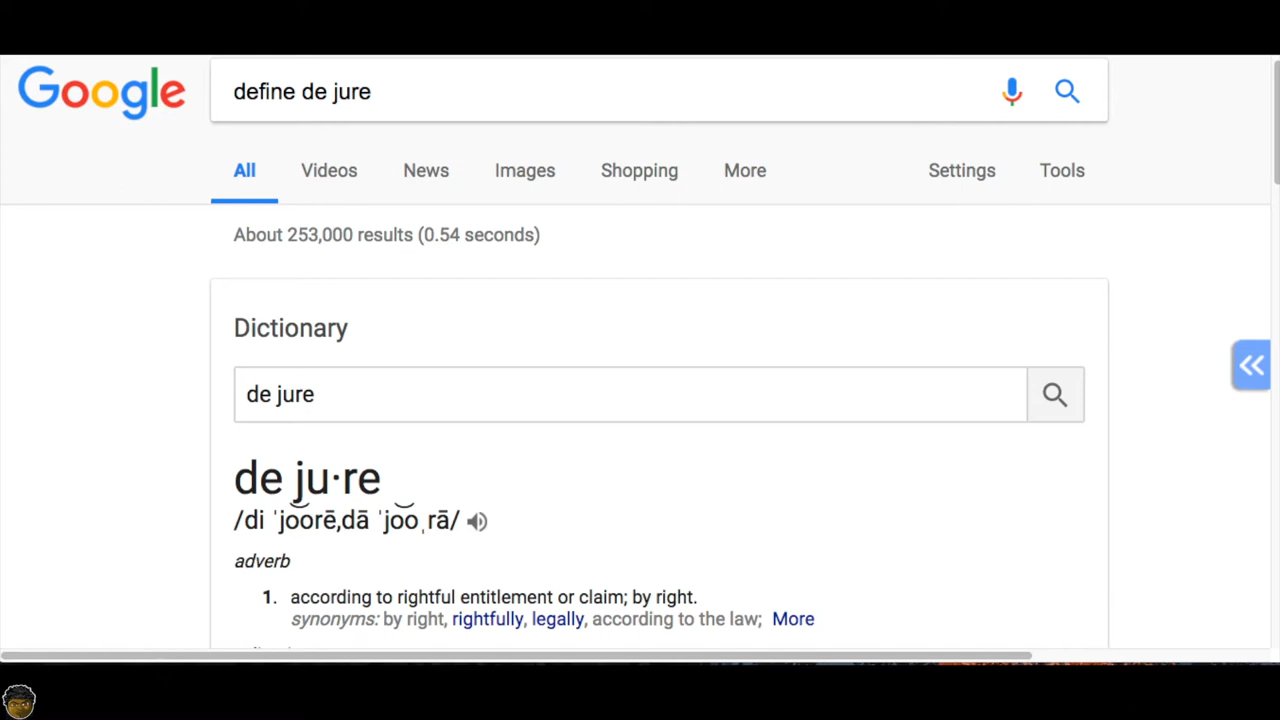 Google
define de jure
All Videos News Images Shopping More Settings Tools
About 253,000 results (0.54 seconds)
Dictionary
de jure
de ju·re
/di ˈjo͝orē,dā ˈjo͝oˌrā/
adverb
1. according to rightful entitlement or claim; by right.
synonyms: by right, rightfully, legally, according to the law; More